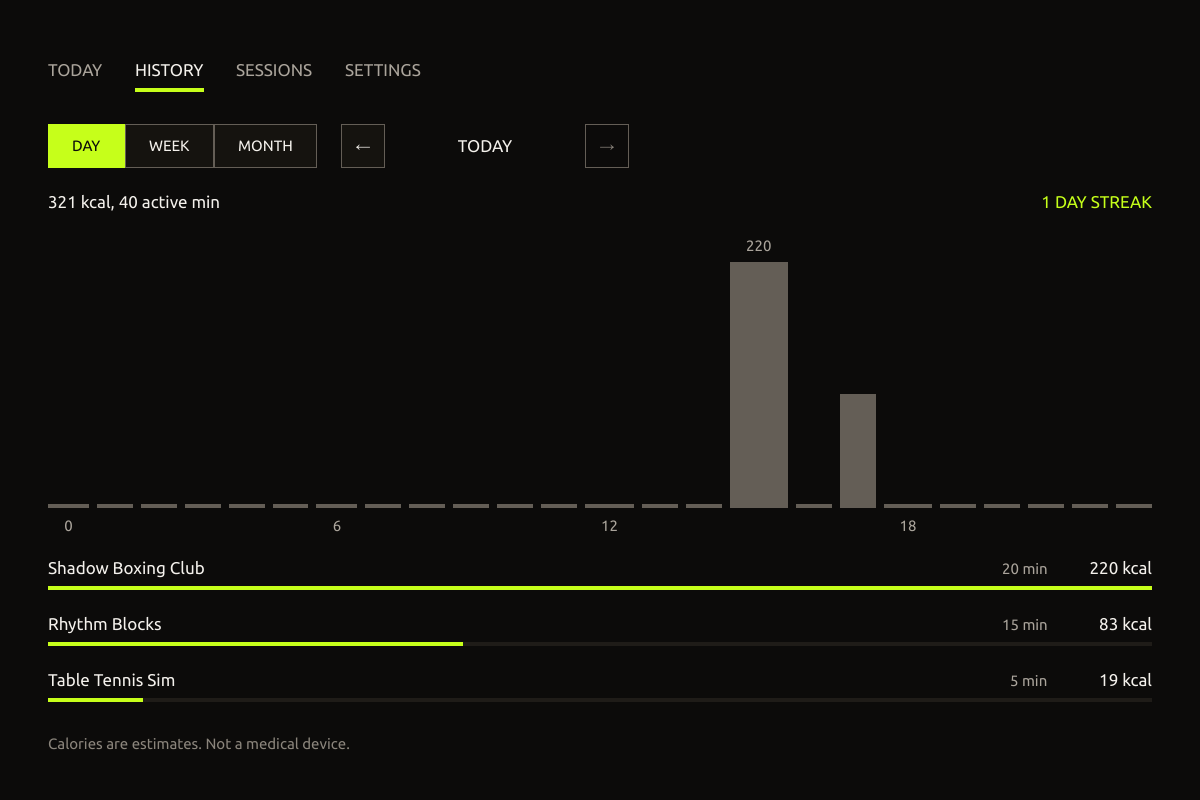 TODAY HISTORY SESSIONS SETTINGS
DAY WEEK MONTH ← TODAY →
321 kcal, 40 active min 1 DAY STREAK
220
0 6 12 18
Shadow Boxing Club 20 min 220 kcal
Rhythm Blocks 15 min 83 kcal
Table Tennis Sim 5 min 19 kcal
Calories are estimates. Not a medical device.